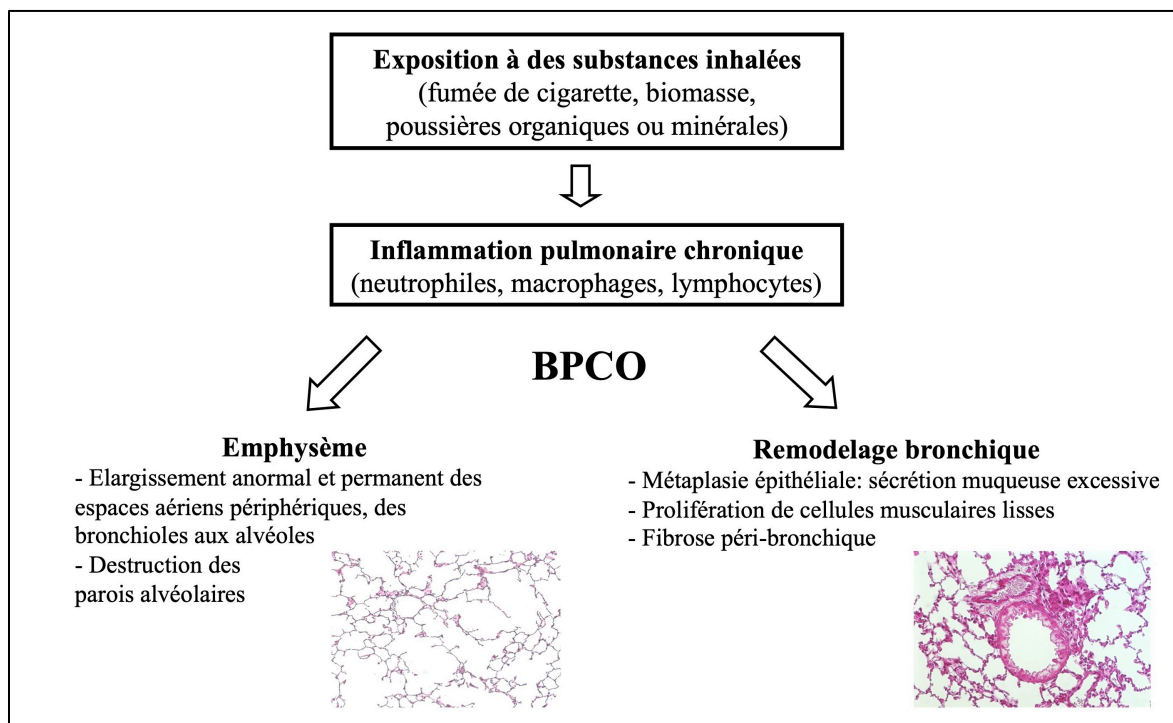 Exposition à des substances inhalées
(fumée de cigarette, biomasse,
poussières organiques ou minérales)
Inflammation pulmonaire chronique
(neutrophiles, macrophages, lymphocytes)
BPCO
Emphysème
- Elargissement anormal et permanent des
espaces aériens périphériques, des
bronchioles aux alvéoles
- Destruction des
parois alvéolaires
Remodelage bronchique
- Métaplasie épithéliale: sécrétion muqueuse excessive
- Prolifération de cellules musculaires lisses
- Fibrose péri-bronchique